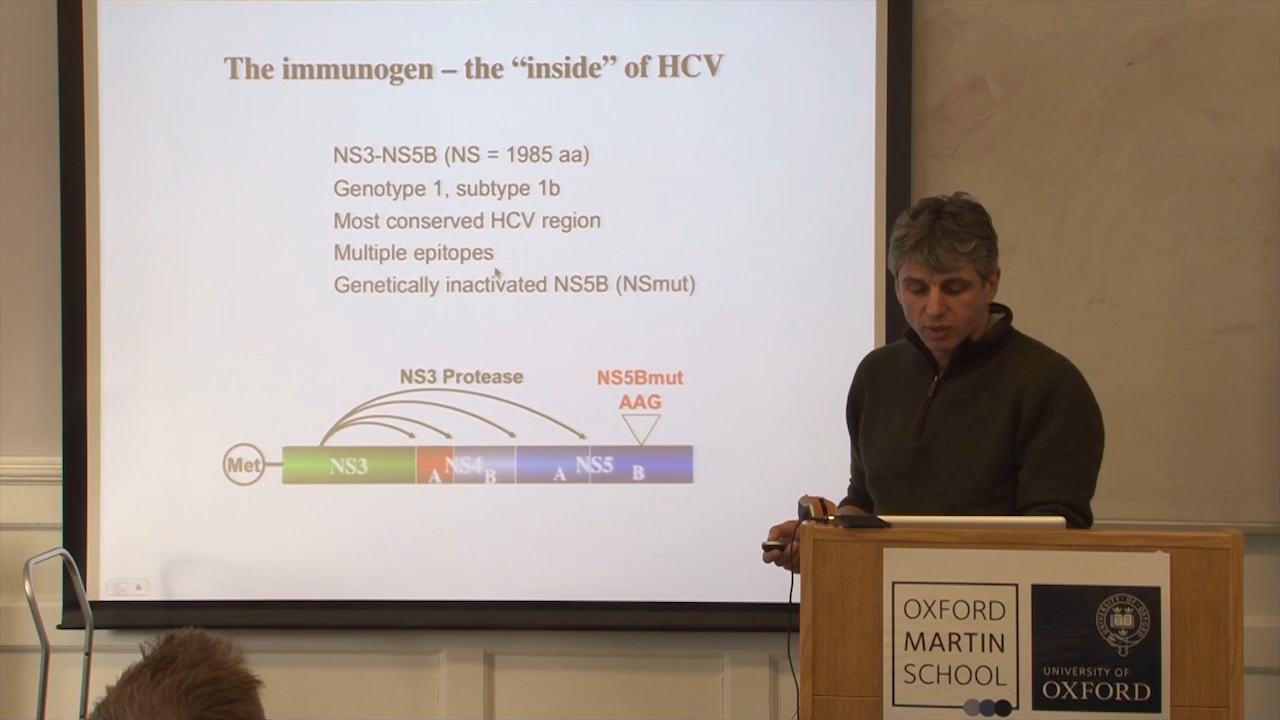 The immunogen – the “inside” of HCV
NS3-NS5B (NS = 1985 aa)
Genotype 1, subtype 1b
Most conserved HCV region
Multiple epitopes
Genetically inactivated NS5B (NSmut)
NS3 Protease
NS5Bmut
AAG
Met
NS3
A
NS4
B
A
NS5
B
OXFORD
MARTIN
SCHOOL
UNIVERSITY OF
OXFORD